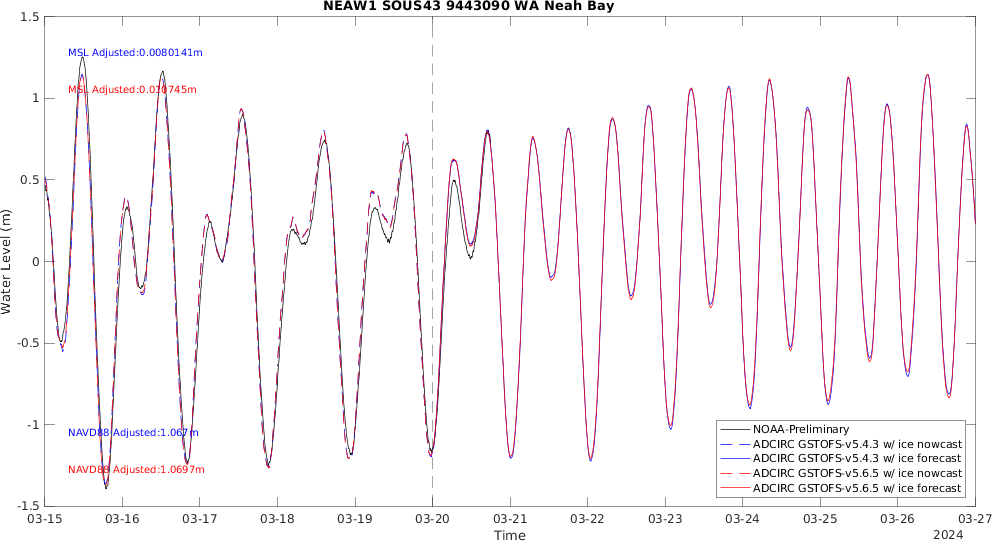 NEAW1 SOUS43 9443090 WA Neah Bay
1.5
1
0.5
0
-0.5
-1
-1.5
Water Level (m)
MSL Adjusted:0.0080141m
MSL Adjusted:0.010745m
NAVD88 Adjusted:1.067m
NAVD88 Adjusted:1.0697m
NOAA-Preliminary
ADCIRC GSTOFS-v5.4.3 w/ ice nowcast
ADCIRC GSTOFS-v5.4.3 w/ ice forecast
ADCIRC GSTOFS-v5.6.5 w/ ice nowcast
ADCIRC GSTOFS-v5.6.5 w/ ice forecast
03-15 03-16 03-17 03-18 03-19 03-20 03-21 03-22 03-23 03-24 03-25 03-26 03-27
Time
2024